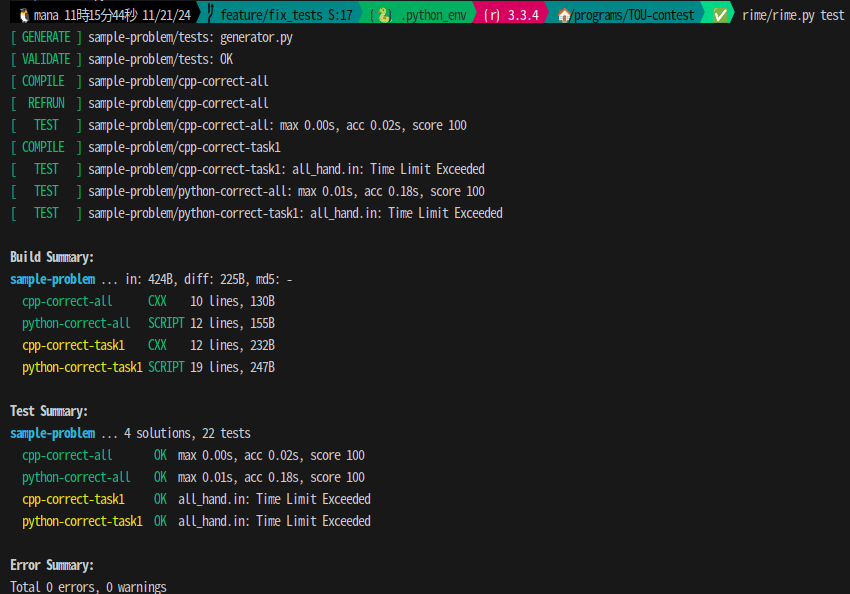 mana 11時15分44秒 11/21/24 feature/fix_tests S:17 (🐍) .python_env (r) 3.3.4 🏠/programs/TOU-contest ✅ rime/rime.py test
[ GENERATE ] sample-problem/tests: generator.py
[ VALIDATE ] sample-problem/tests: OK
[ COMPILE  ] sample-problem/cpp-correct-all
[  REFRUN  ] sample-problem/cpp-correct-all
[   TEST   ] sample-problem/cpp-correct-all: max 0.00s, acc 0.02s, score 100
[ COMPILE  ] sample-problem/cpp-correct-task1
[   TEST   ] sample-problem/cpp-correct-task1: all_hand.in: Time Limit Exceeded
[   TEST   ] sample-problem/python-correct-all: max 0.01s, acc 0.18s, score 100
[   TEST   ] sample-problem/python-correct-task1: all_hand.in: Time Limit Exceeded
Build Summary:
sample-problem ... in: 424B, diff: 225B, md5: -
cpp-correct-all      CXX    10 lines, 130B
python-correct-all   SCRIPT 12 lines, 155B
cpp-correct-task1    CXX    12 lines, 232B
python-correct-task1 SCRIPT 19 lines, 247B
Test Summary:
sample-problem ... 4 solutions, 22 tests
cpp-correct-all       OK  max 0.00s, acc 0.02s, score 100
python-correct-all    OK  max 0.01s, acc 0.18s, score 100
cpp-correct-task1     OK  all_hand.in: Time Limit Exceeded
python-correct-task1  OK  all_hand.in: Time Limit Exceeded
Error Summary:
Total 0 errors, 0 warnings